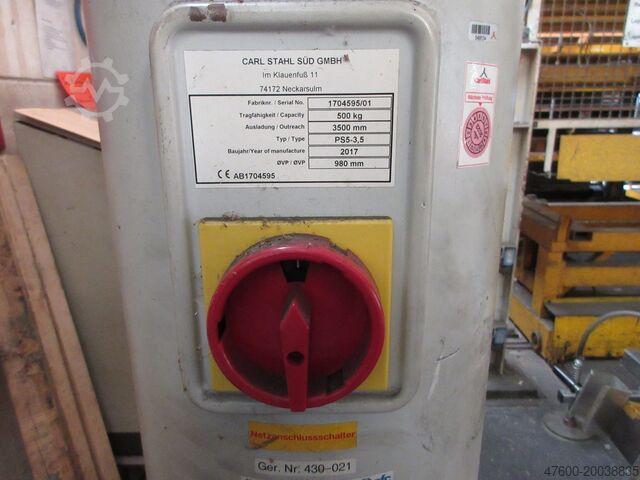 CARL STAHL SÜD GMBH
Im Klauenfuß 11
74172 Neckarsulm
Fabriknr. / Serial No. 1704595/01
Tragfähigkeit / Capacity 500 kg
Ausladung / Outreach 3500 mm
Typ / Type PS5-3,5
Baujahr/Year of manufacture 2017
ØVP / ØVP 980 mm
CE AB1704595
Netzanschlussschalter
Ger. Nr: 430-021
47600-20038835